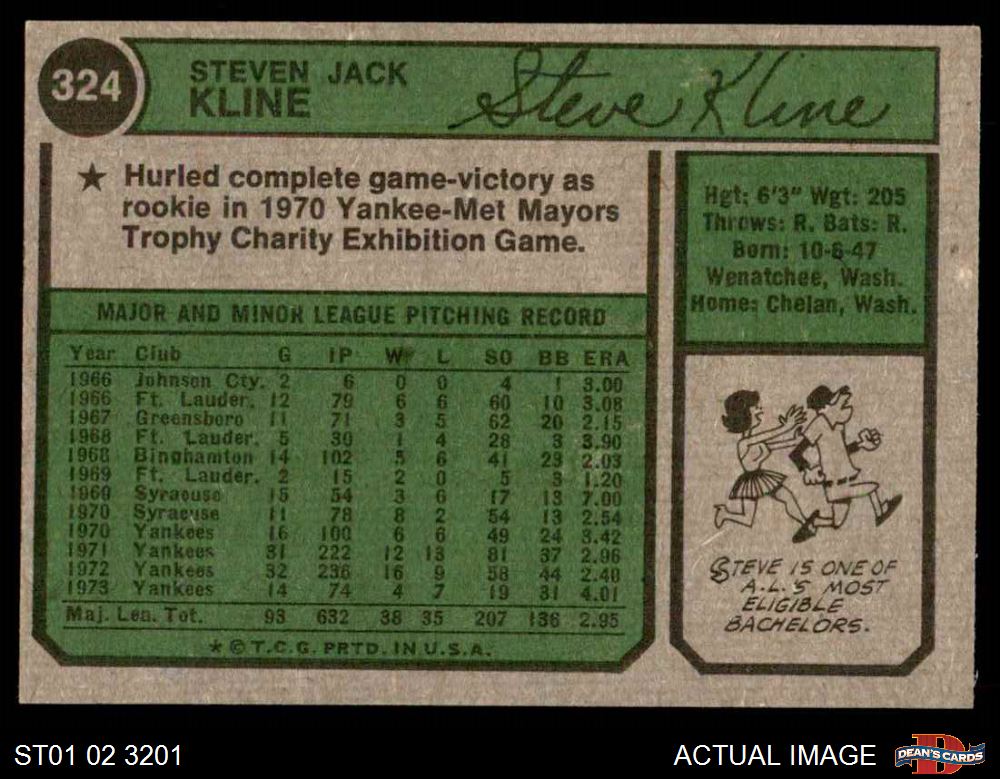 324
STEVEN JACK
KLINE
Steve Kline
★ Hurled complete game-victory as
rookie in 1970 Yankee-Met Mayors
Trophy Charity Exhibition Game.
Hgt: 6'3" Wgt: 205
Throws: R. Bats: R.
Born: 10-6-47
Wenatchee, Wash.
Home: Chelan, Wash.
MAJOR AND MINOR LEAGUE PITCHING RECORD
Year Club G IP W L SO BB ERA
1966 Johnson Cty. 2 6 0 0 4 1 3.00
1966 Ft. Lauder. 12 79 6 6 60 10 3.08
1967 Greensboro 11 71 3 5 62 20 2.15
1968 Ft. Lauder. 5 30 1 4 28 3 3.90
1968 Binghamton 14 102 5 6 41 23 2.03
1969 Ft. Lauder. 2 15 2 0 5 3 1.20
1969 Syracuse 15 54 3 6 17 13 7.00
1970 Syracuse 11 78 8 2 54 13 2.54
1970 Yankees 16 100 6 6 49 24 3.42
1971 Yankees 31 222 12 13 81 37 2.96
1972 Yankees 32 236 16 9 58 44 2.40
1973 Yankees 14 74 4 7 19 31 4.01
Maj. Lea. Tot. 93 632 38 35 207 136 2.95
★ © T.C.G. PRTD. IN U.S.A.
STEVE IS ONE OF
A.L.'S MOST
ELIGIBLE
BACHELORS.
ST01 02 3201
ACTUAL IMAGE
DEAN'S CARDS